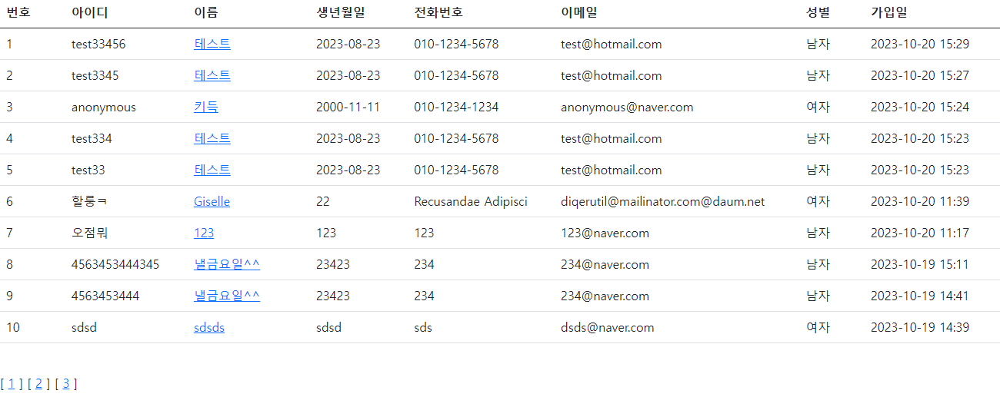 번호 아이디 이름 생년월일 전화번호 이메일 성별 가입일
1 test33456 테스트 2023-08-23 010-1234-5678 test@hotmail.com 남자 2023-10-20 15:29
2 test3345 테스트 2023-08-23 010-1234-5678 test@hotmail.com 남자 2023-10-20 15:27
3 anonymous 키득 2000-11-11 010-1234-1234 anonymous@naver.com 여자 2023-10-20 15:24
4 test334 테스트 2023-08-23 010-1234-5678 test@hotmail.com 남자 2023-10-20 15:23
5 test33 테스트 2023-08-23 010-1234-5678 test@hotmail.com 남자 2023-10-20 15:23
6 할룽ㅋ Giselle 22 Recusandae Adipisci diqerutil@mailinator.com@daum.net 여자 2023-10-20 11:39
7 오점뭐 123 123 123 123@naver.com 남자 2023-10-20 11:17
8 4563453444345 낼금요일^^ 23423 234 234@naver.com 남자 2023-10-19 15:11
9 4563453444 낼금요일^^ 23423 234 234@naver.com 남자 2023-10-19 14:41
10 sdsd sdsds sdsd sds dsds@naver.com 여자 2023-10-19 14:39
[ 1 ] [ 2 ] [ 3 ]